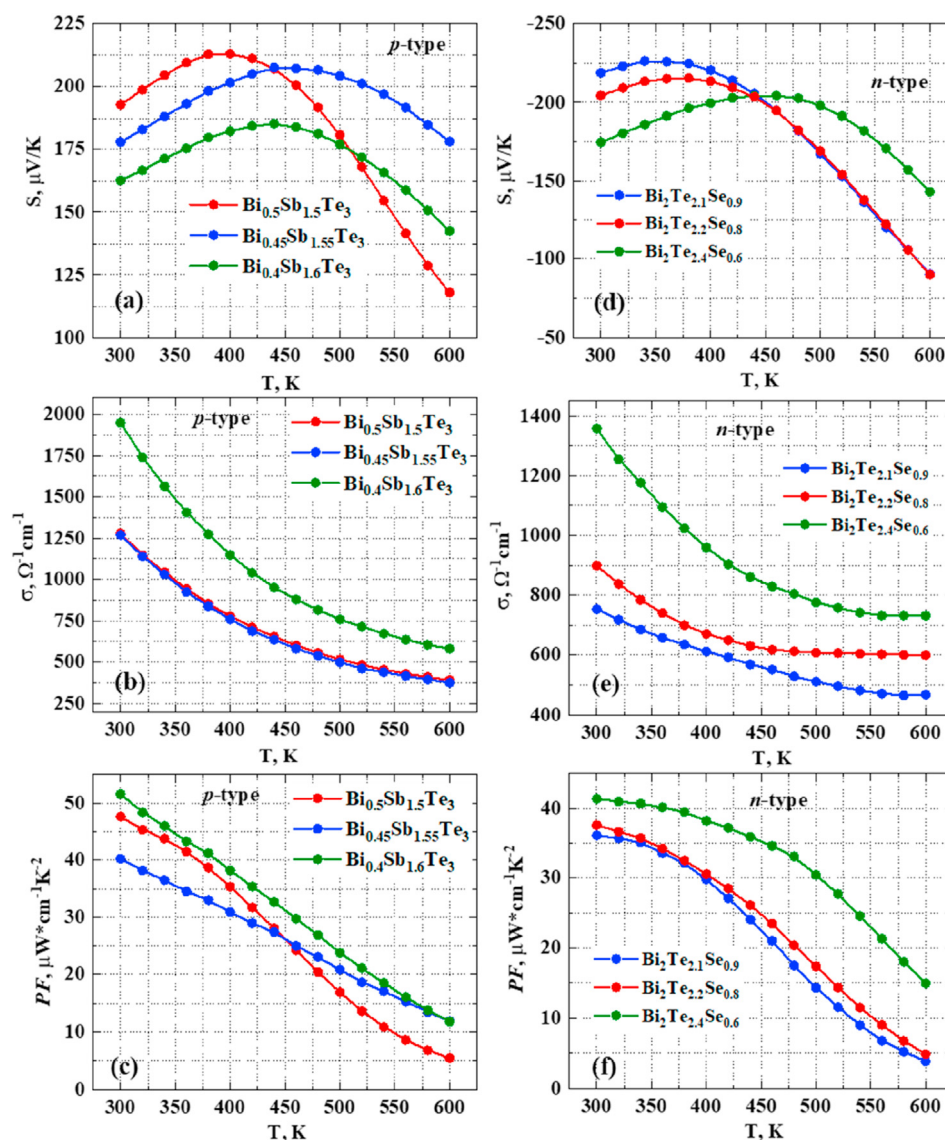 225
200
175
150
125
100
S, μV/K
p-type
Bi0.5Sb1.5Te3
Bi0.45Sb1.55Te3
Bi0.4Sb1.6Te3
(a)
300 350 400 450 500 550 600
T, K
-250
-200
-150
-100
-50
S, μV/K
n-type
Bi2Te2.1Se0.9
Bi2Te2.2Se0.8
Bi2Te2.4Se0.6
(d)
300 350 400 450 500 550 600
T, K
2000
1750
1500
1250
1000
750
500
250
σ, Ω-1cm-1
p-type
Bi0.5Sb1.5Te3
Bi0.45Sb1.55Te3
Bi0.4Sb1.6Te3
(b)
300 350 400 450 500 550 600
T, K
1400
1200
1000
800
600
400
σ, Ω-1cm-1
n-type
Bi2Te2.1Se0.9
Bi2Te2.2Se0.8
Bi2Te2.4Se0.6
(e)
300 350 400 450 500 550 600
T, K
50
40
30
20
10
0
PF, μW*cm-1K-2
p-type
Bi0.5Sb1.5Te3
Bi0.45Sb1.55Te3
Bi0.4Sb1.6Te3
(c)
300 350 400 450 500 550 600
T, K
40
30
20
10
0
PF, μW*cm-1K-2
n-type
Bi2Te2.1Se0.9
Bi2Te2.2Se0.8
Bi2Te2.4Se0.6
(f)
300 350 400 450 500 550 600
T, K